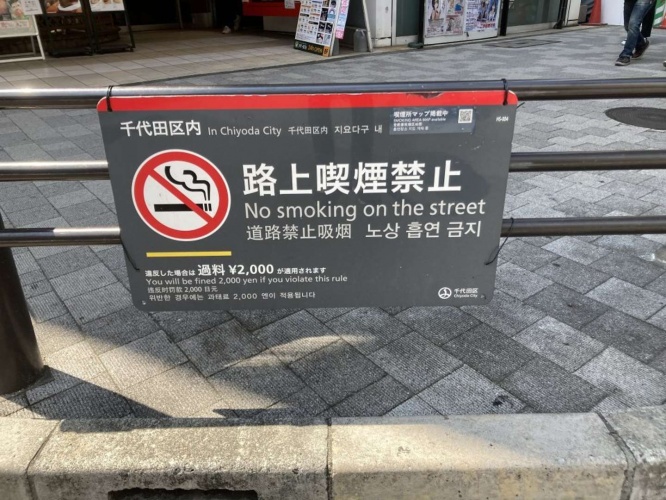 千代田区内 In Chiyoda City 千代田区内 지요다구 내
喫煙所マップ掲載中
SMOKING AREA MAP available
路上喫煙禁止
No smoking on the street
道路禁止吸烟 노상 흡연 금지
違反した場合は 過料 ¥2,000 が適用されます
You will be fined 2,000 yen if you violate this rule
违反时罚款 2,000 日元
위반한 경우에는 과태료 2,000 엔이 적용됩니다
千代田区
Chiyoda City